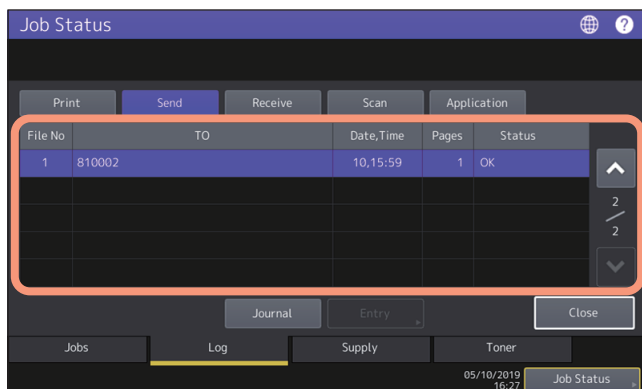 Job Status ?
Print Send Receive Scan Application
File No TO Date,Time Pages Status
1 810002 10,15:59 1 OK
2
2
Journal Entry Close
Jobs Log Supply Toner
05/10/2019
16:27 Job Status